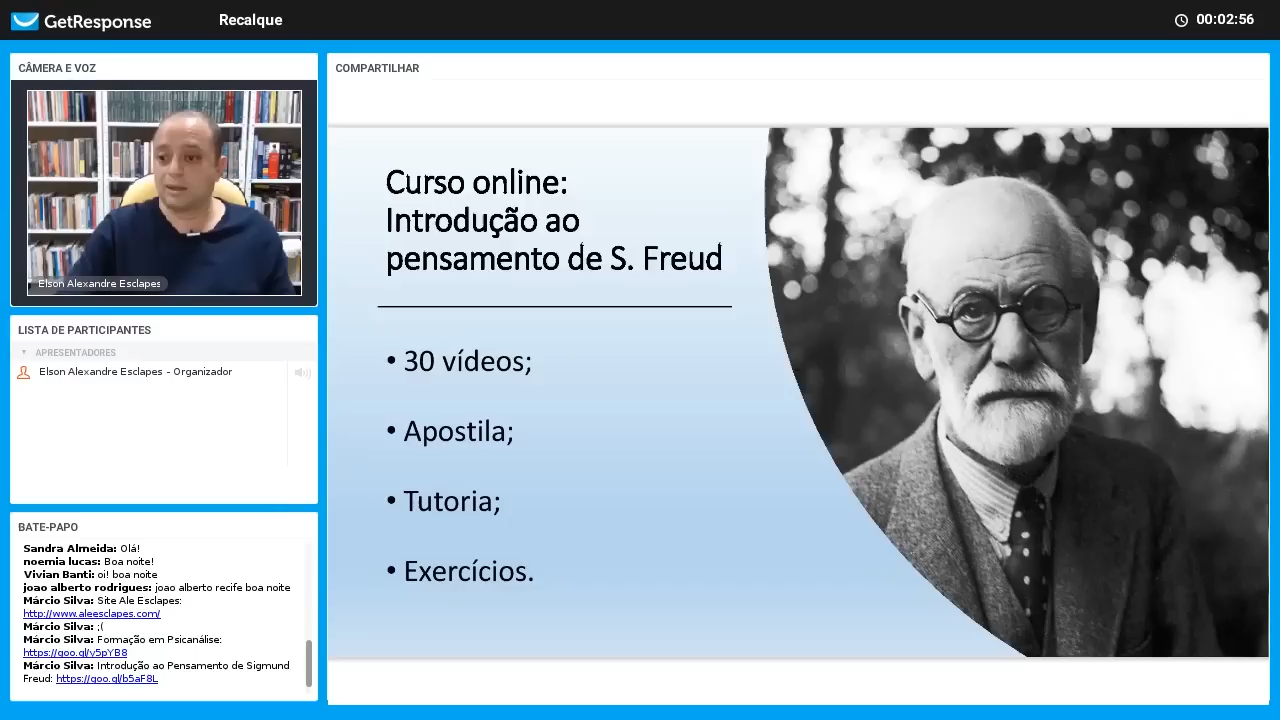 GetResponse
Recalque
00:02:56
CÂMERA E VOZ
Elson Alexandre Esclapes
LISTA DE PARTICIPANTES
APRESENTADORES
Elson Alexandre Esclapes - Organizador
BATE-PAPO
Sandra Almeida: Olá!
noemia lucas: Boa noite!
Vivian Banti: oi! boa noite
joao alberto rodrigues: joao alberto recife boa noite
Márcio Silva: Site Ale Esclapes:
http://www.aleesclapes.com/
Márcio Silva: ;(
Márcio Silva: Formação em Psicanálise:
https://goo.gl/v5pYB8
Márcio Silva: Introdução ao Pensamento de Sigmund
Freud: https://goo.gl/b5aF8L
COMPARTILHAR
Curso online:
Introdução ao
pensamento de S. Freud
• 30 vídeos;
• Apostila;
• Tutoria;
• Exercícios.